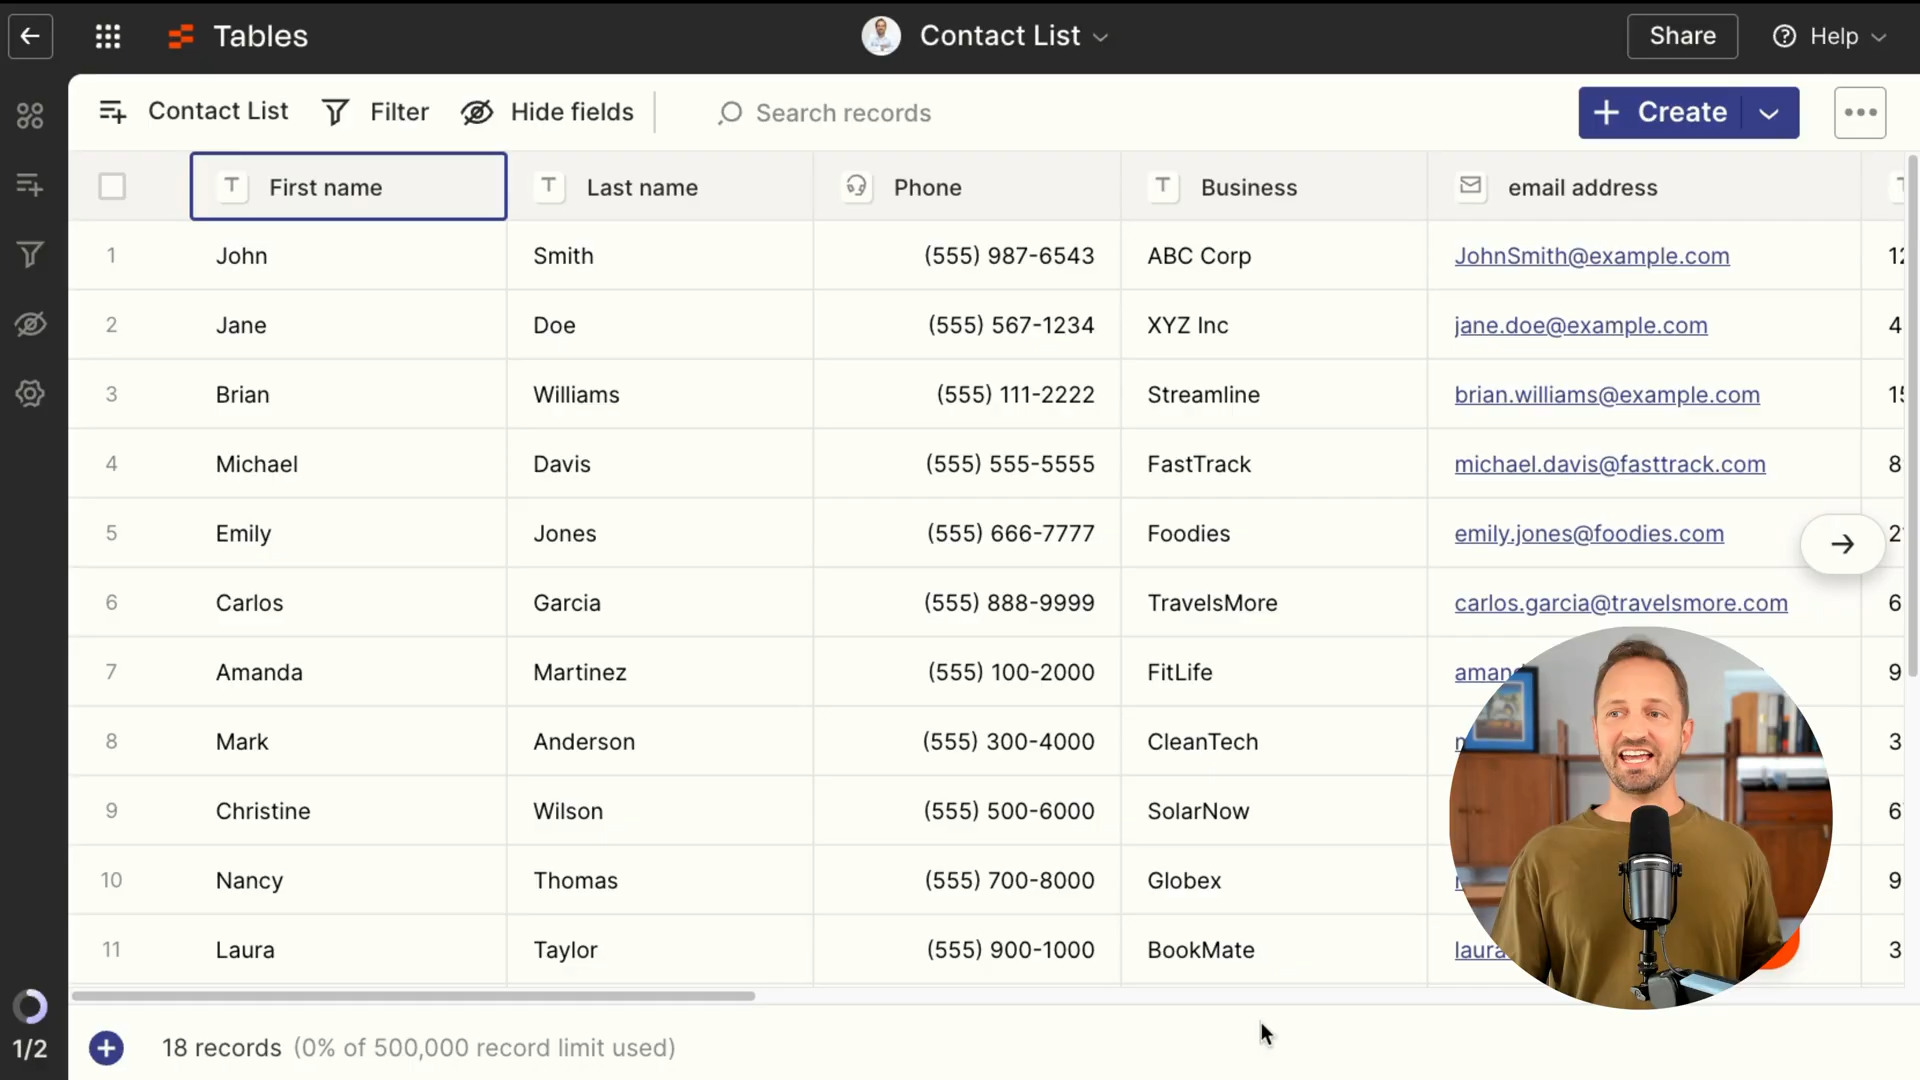 Tables
Contact List
Share
Help
Contact List Filter Hide fields Search records + Create
First name Last name Phone Business email address
1 John Smith (555) 987-6543 ABC Corp JohnSmith@example.com
2 Jane Doe (555) 567-1234 XYZ Inc jane.doe@example.com 4
3 Brian Williams (555) 111-2222 Streamline brian.williams@example.com
4 Michael Davis (555) 555-5555 FastTrack michael.davis@fasttrack.com 8
5 Emily Jones (555) 666-7777 Foodies emily.jones@foodies.com 2
6 Carlos Garcia (555) 888-9999 TravelsMore carlos.garcia@travelsmore.com 6
7 Amanda Martinez (555) 100-2000 FitLife 9
8 Mark Anderson (555) 300-4000 CleanTech 3
9 Christine Wilson (555) 500-6000 SolarNow 6
10 Nancy Thomas (555) 700-8000 Globex 9
11 Laura Taylor (555) 900-1000 BookMate laura 3
1/2
18 records (0% of 500,000 record limit used)